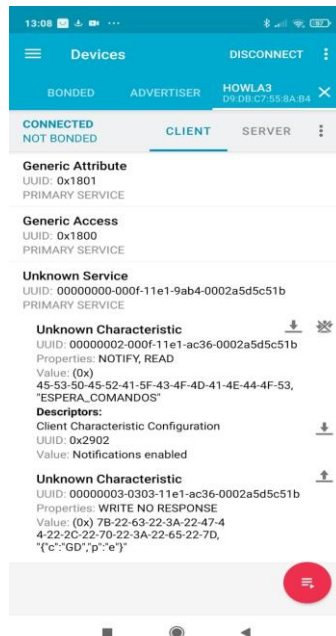 13:08
Devices DISCONNECT
BONDED ADVERTISER HOWLA3
D9:DB:C7:55:8A:B4
CONNECTED
NOT BONDED CLIENT SERVER
Generic Attribute
UUID: 0x1801
PRIMARY SERVICE
Generic Access
UUID: 0x1800
PRIMARY SERVICE
Unknown Service
UUID: 00000000-000f-11e1-9ab4-0002a5d5c51b
PRIMARY SERVICE
Unknown Characteristic
UUID: 00000002-000f-11e1-ac36-0002a5d5c51b
Properties: NOTIFY, READ
Value: (0x)
45-53-50-45-52-41-5F-43-4F-4D-41-4E-44-4F-53,
"ESPERA_COMANDOS"
Descriptors:
Client Characteristic Configuration
UUID: 0x2902
Value: Notifications enabled
Unknown Characteristic
UUID: 00000003-0303-11e1-ac36-0002a5d5c51b
Properties: WRITE NO RESPONSE
Value: (0x) 7B-22-63-22-3A-22-47-4
4-22-2C-22-70-22-3A-22-65-22-7D,
"{"c":"GD","p":"e"}"